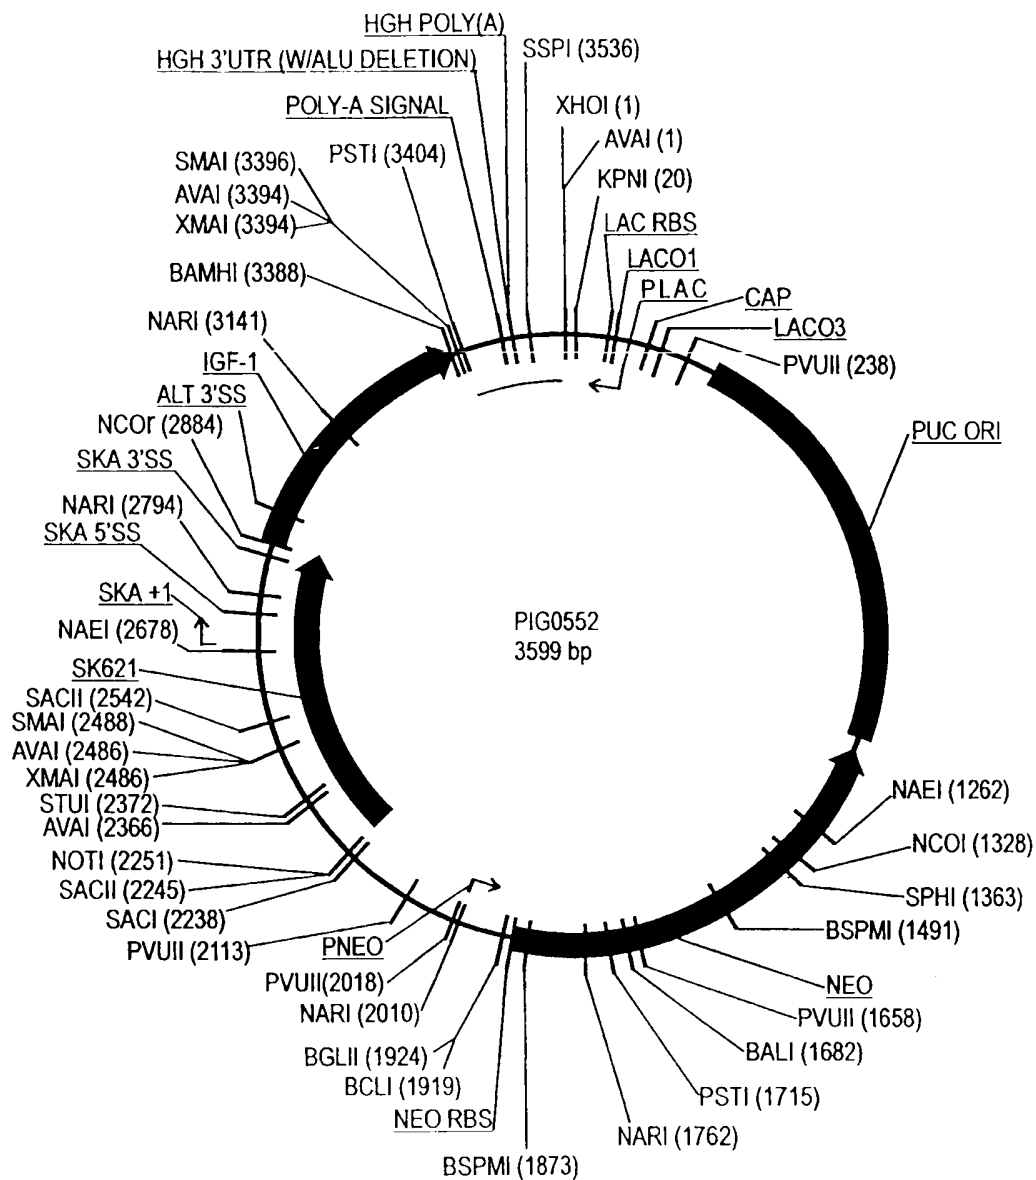 HGH POLY(A)
HGH 3'UTR (W/ALU DELETION)
POLY-A SIGNAL
PSTI (3404)
SMAI (3396)
AVAI (3394)
XMAI (3394)
BAMHI (3388)
NARI (3141)
IGF-1
ALT 3'SS
NCOr (2884)
SKA 3'SS
NARI (2794)
SKA 5'SS
SKA +1
NAEI (2678)
SK621
SACII (2542)
SMAI (2488)
AVAI (2486)
XMAI (2486)
STUI (2372)
AVAI (2366)
NOTI (2251)
SACII (2245)
SACI (2238)
PVUII (2113)
PNEO
PVUII(2018)
NARI (2010)
BGLII (1924)
BCLI (1919)
NEO RBS
BSPMI (1873)
SSPI (3536)
XHOI (1)
AVAI (1)
KPNI (20)
LAC RBS
LACO1
PLAC
CAP
LACO3
PVUII (238)
PUC ORI
PIG0552
3599 bp
NAEI (1262)
NCOI (1328)
SPHI (1363)
BSPMI (1491)
NEO
PVUII (1658)
BALI (1682)
PSTI (1715)
NARI (1762)